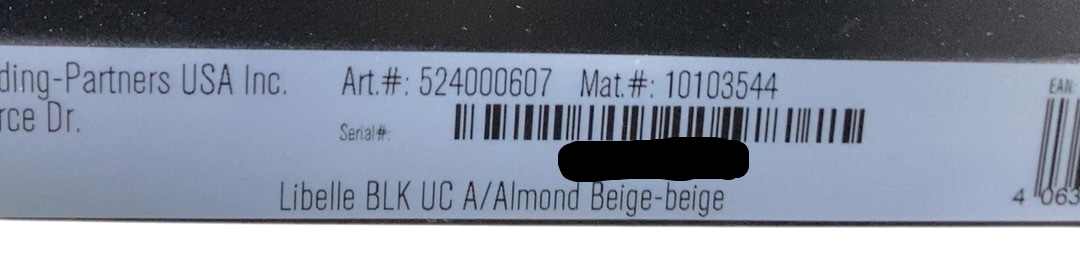 ding-Partners USA Inc. Art.#: 524000607 Mat.#: 10103544
rce Dr.
Serial#:
EAN:
Libelle BLK UC A/Almond Beige-beige
4 063